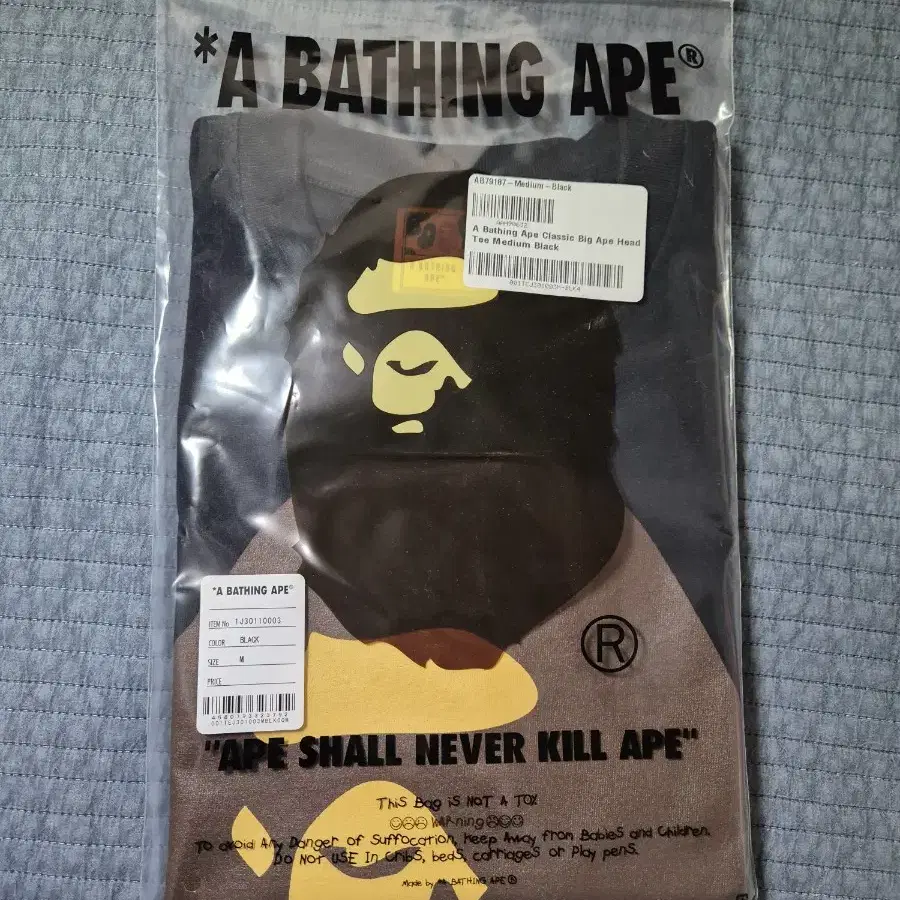 *A BATHING APE®
AB79187-Medium-Black
A Bathing Ape Classic Big Ape Head
Tee Medium Black
A BATHING
APE
*A BATHING APE®
ITEM No 1J30110003
COLOR BLACK
SIZE M
PRICE
®
"APE SHALL NEVER KILL APE"
This Bag is NOT A TOY
WARNING
To avoid Any Danger of Suffocation, Keep Away from Babies and Children.
Do Not USE In Cribs, beds, carriages or Play pens.
Made by A BATHING APE®